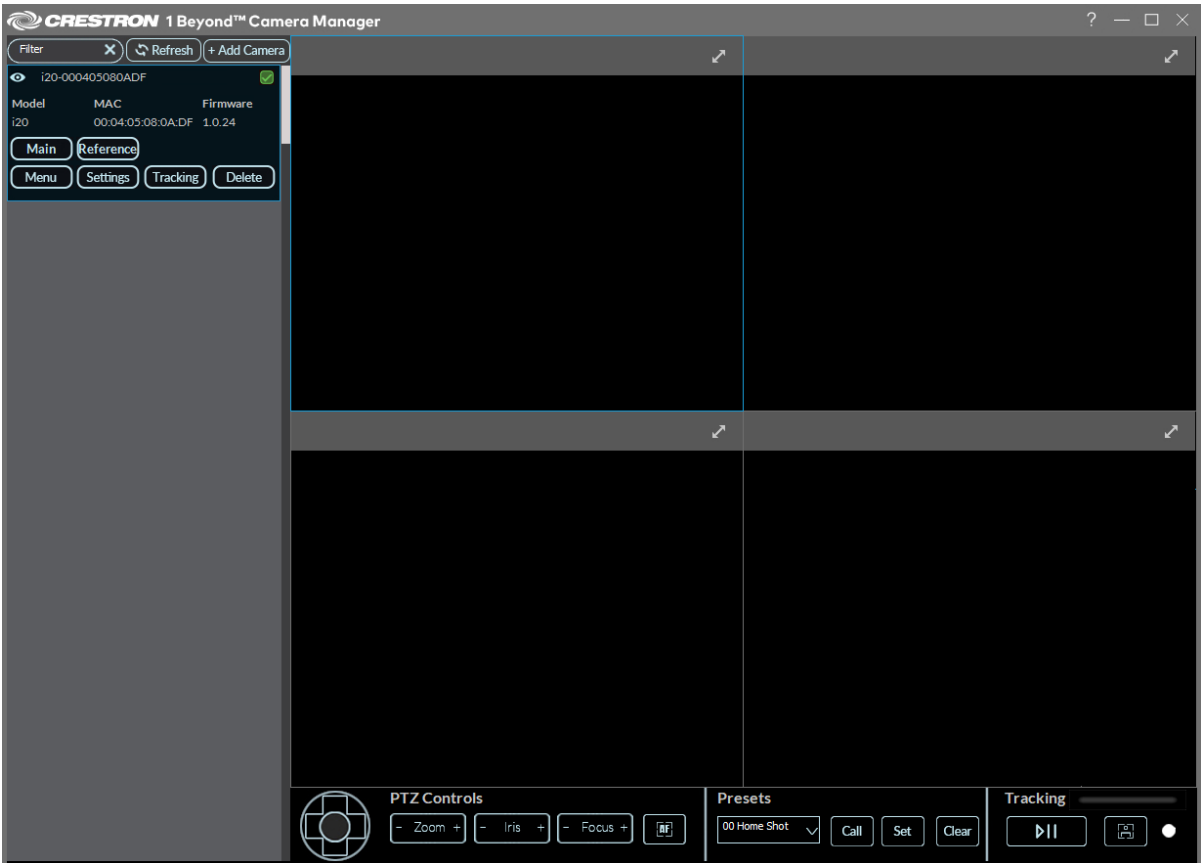 CRESTRON 1 Beyond™ Camera Manager ?
Filter Refresh + Add Camera
i20-000405080ADF
Model MAC Firmware
i20 00:04:05:08:0A:DF 1.0.24
Main Reference
Menu Settings Tracking Delete
PTZ Controls Presets Tracking
- Zoom + - Iris + - Focus + AF 00 Home Shot Call Set Clear